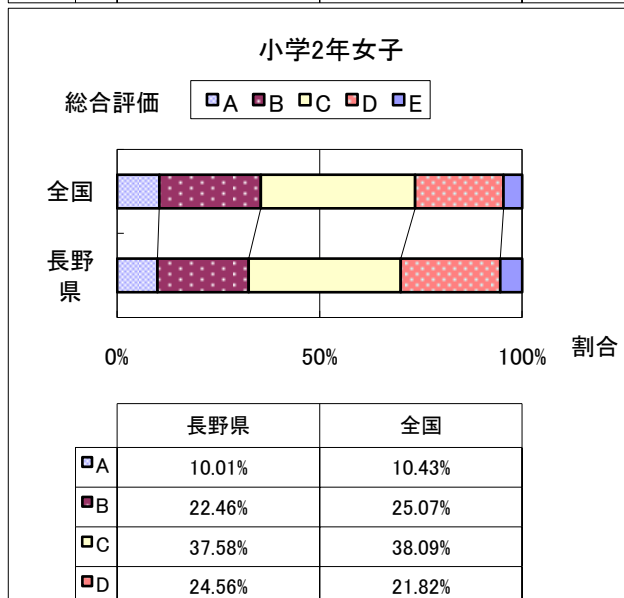 小学2年女子
総合評価 A B C D E
全国
長野
県
0% 50% 100% 割合
長野県 全国
A 10.01% 10.43%
B 22.46% 25.07%
C 37.58% 38.09%
D 24.56% 21.82%